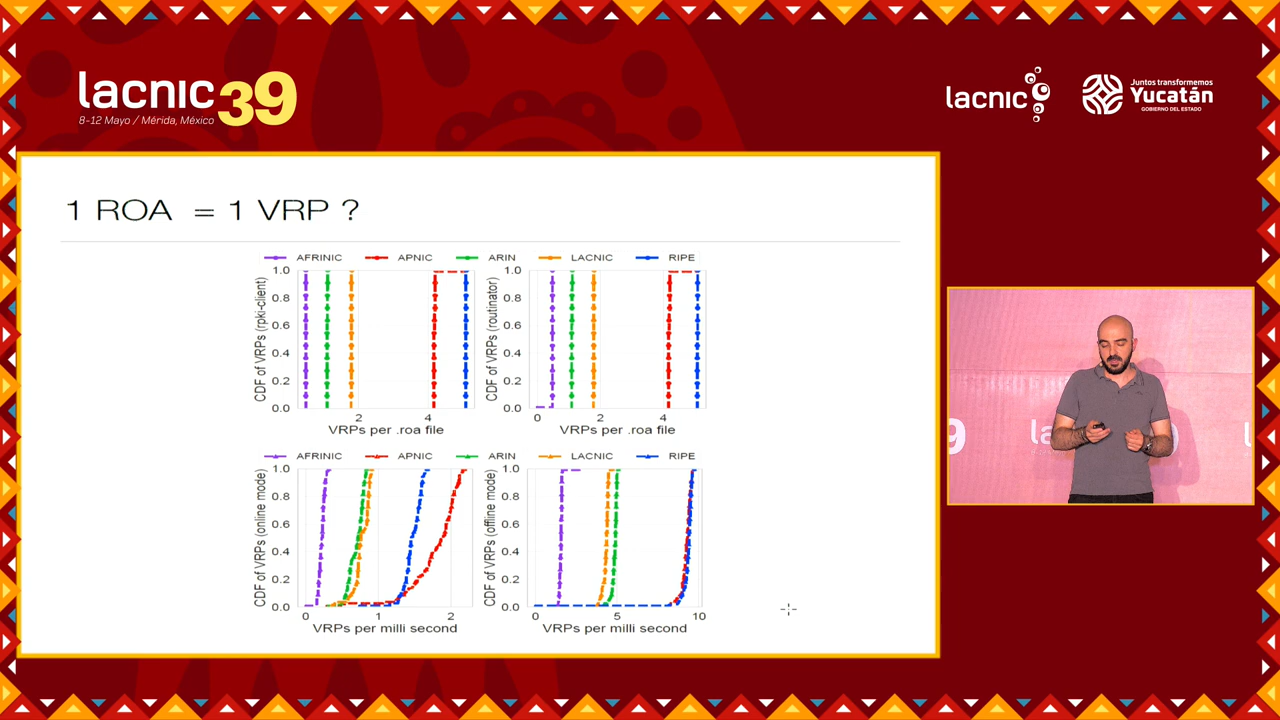 lacnic 39
8-12 Mayo / Mérida, México
lacnic
Juntos transformemos
Yucatán
GOBIERNO DEL ESTADO
1 ROA = 1 VRP ?
AFRINIC APNIC ARIN LACNIC RIPE
CDF of VRPs (rpki-client)
1.0
0.8
0.6
0.4
0.2
0.0
2 4
VRPs per .roa file
CDF of VRPs (routinator)
1.0
0.8
0.6
0.4
0.2
0.0
0 2 4
VRPs per .roa file
AFRINIC APNIC ARIN LACNIC RIPE
CDF of VRPs (online mode)
1.0
0.8
0.6
0.4
0.2
0.0
0 1 2
VRPs per milli second
CDF of VRPs (offline mode)
1.0
0.8
0.6
0.4
0.2
0.0
0 5 10
VRPs per milli second
9
la